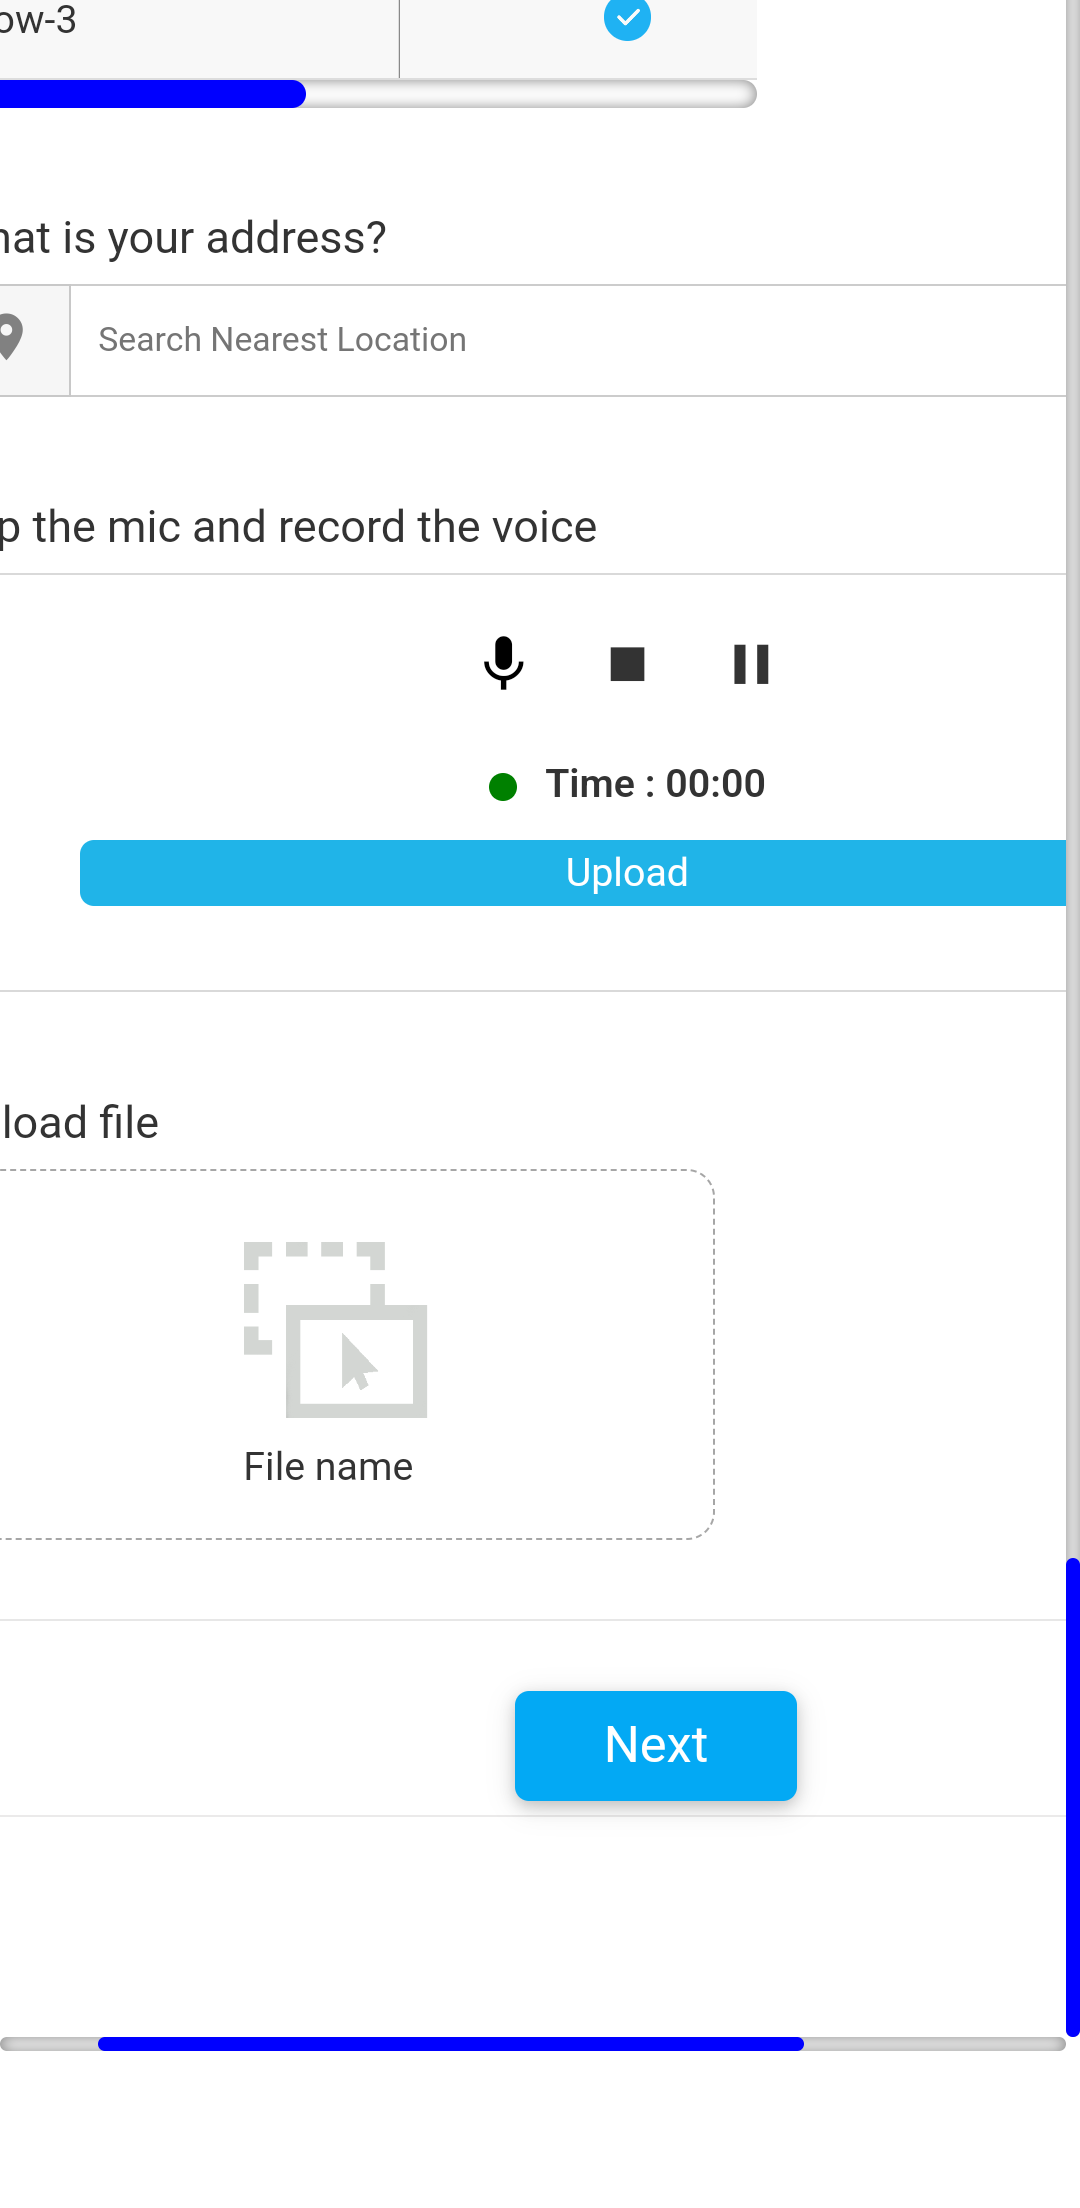 ow-3
hat is your address?
Search Nearest Location
p the mic and record the voice
Time : 00:00
Upload
load file
File name
Next